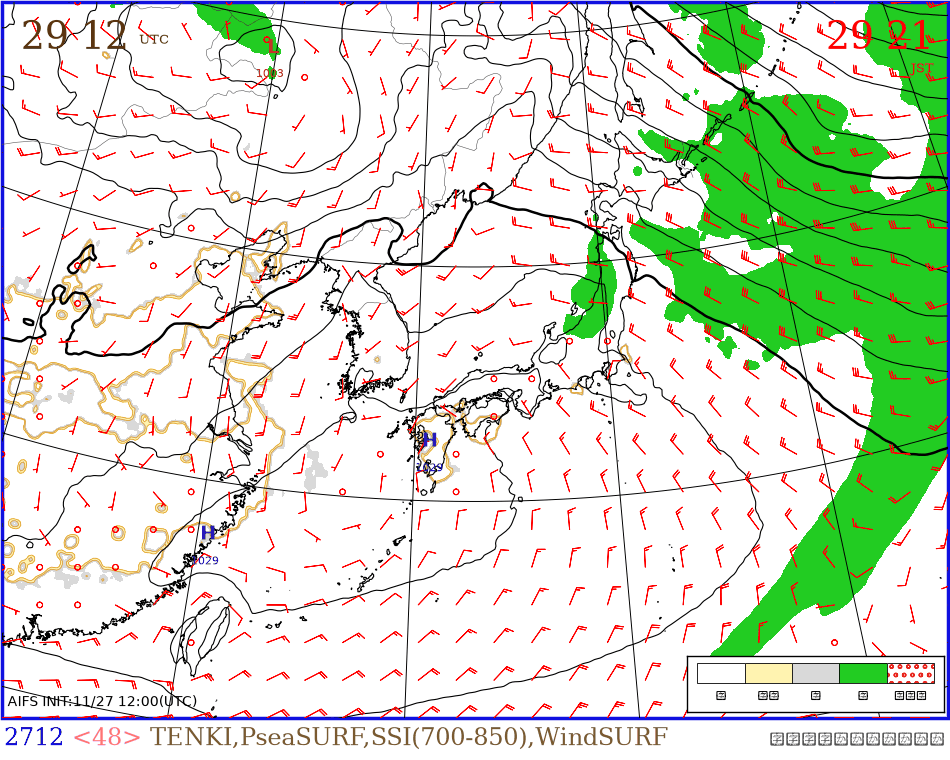 29 12 UTC
29 21
JST
L
1003
H
H
1029
AIFS INIT:11/27 12:00(UTC)
2712 <48> TENKI,PseaSURF,SSI(700-850),WindSURF